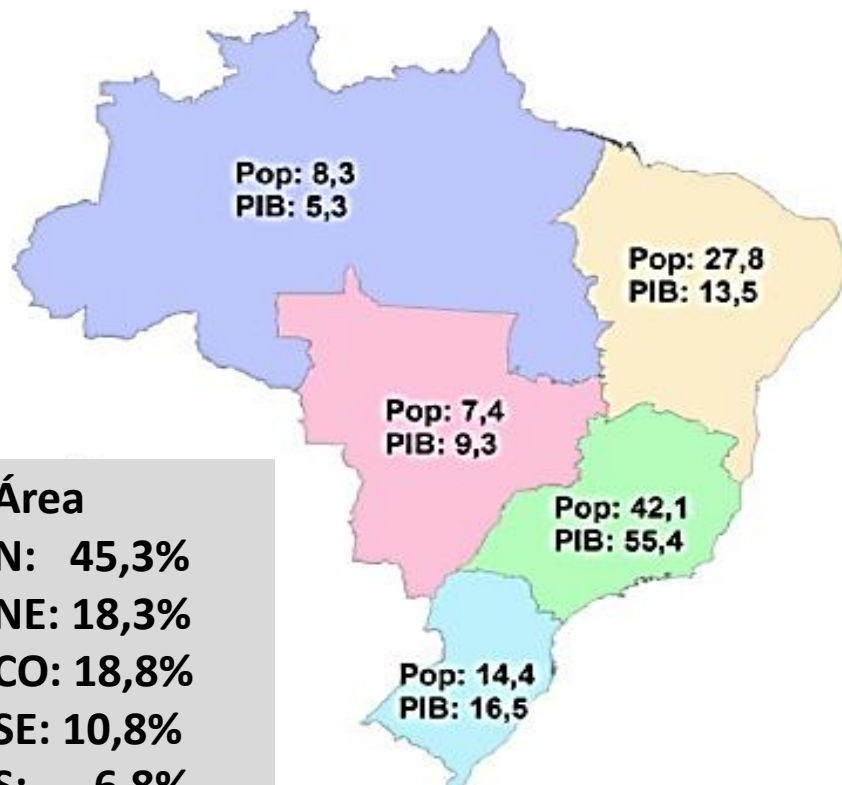 Pop: 8,3
PIB: 5,3
Pop: 27,8
PIB: 13,5
Pop: 7,4
PIB: 9,3
Pop: 42,1
PIB: 55,4
Pop: 14,4
PIB: 16,5
Área
N: 45,3%
NE: 18,3%
CO: 18,8%
SE: 10,8%
S: 6,8%